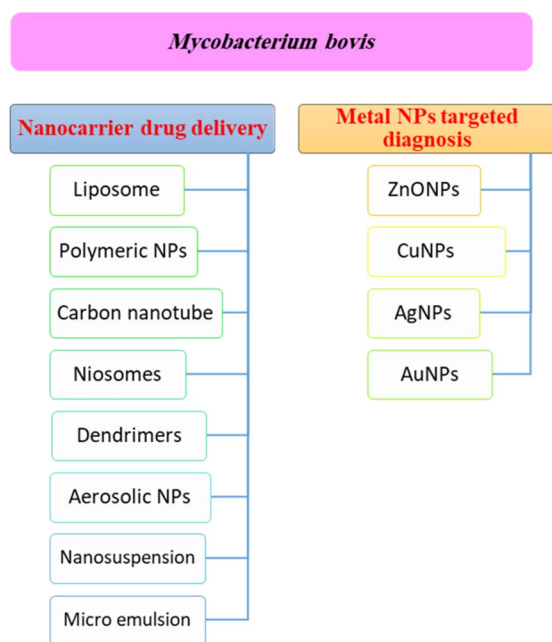 Mycobacterium bovis
Nanocarrier drug delivery
Liposome
Polymeric NPs
Carbon nanotube
Niosomes
Dendrimers
Aerosolic NPs
Nanosuspension
Micro emulsion
Metal NPs targeted
diagnosis
ZnONPs
CuNPs
AgNPs
AuNPs